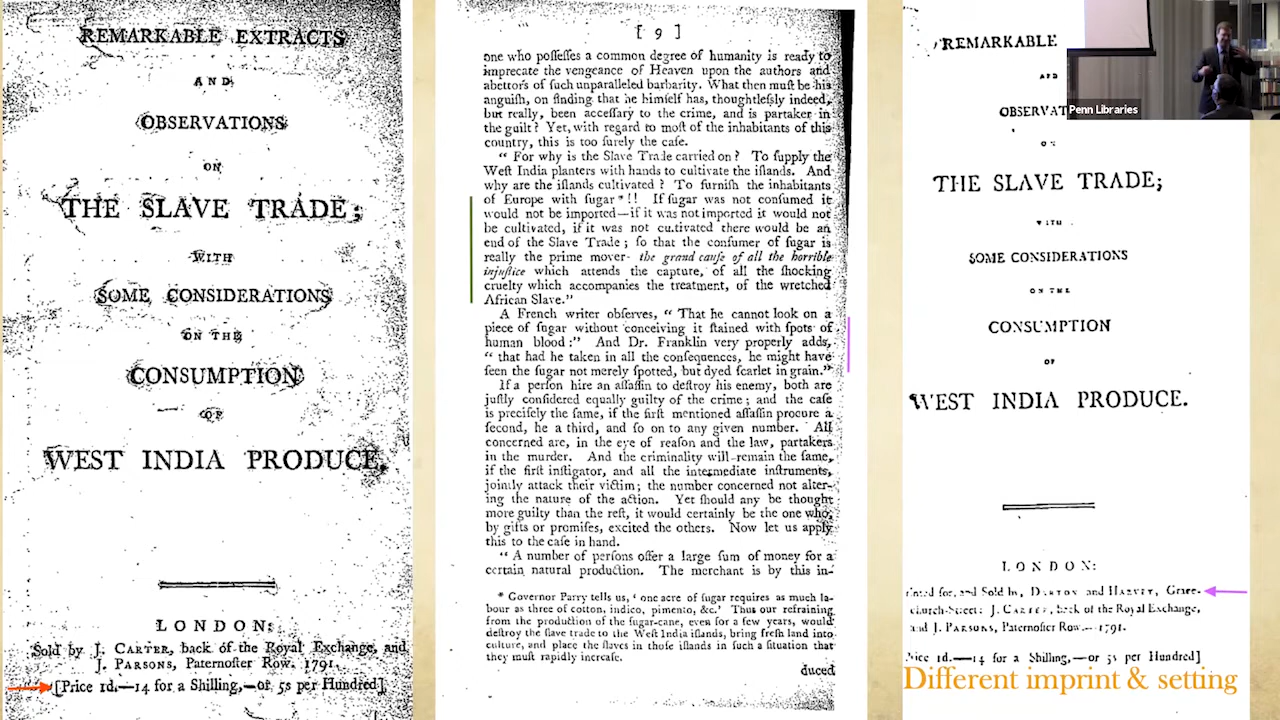 REMARKABLE EXTRACTS
AND
OBSERVATIONS
ON
THE SLAVE TRADE;
WITH
SOME CONSIDERATIONS
ON THE
CONSUMPTION
OF
WEST INDIA PRODUCE.
LONDON:
Sold by J. CARTER, back of the Royal Exchange, and
J. PARSONS, Paternoſter Row. 1791.
[Price 1d.—14 for a Shilling,—or 5s per Hundred]
[ 9 ]
one who poſſeſſes a common degree of humanity is ready to
imprecate the vengeance of Heaven upon the authors and
abettors of ſuch unparalleled barbarity. What then muſt be his
anguiſh, on finding that he himſelf has, thoughtleſsly indeed,
but really, been acceſſary to the crime, and is partaker in
the guilt? Yet, with regard to moſt of the inhabitants of this
country, this is too ſurely the caſe.
“ For why is the Slave Trade carried on? To ſupply the
Weſt India planters with hands to cultivate the iſlands. And
why are the iſlands cultivated? To furniſh the inhabitants
of Europe with ſugar * !! If ſugar was not conſumed it
would not be imported—if it was not imported it would not
be cultivated, if it was not cultivated there would be an
end of the Slave Trade; ſo that the conſumer of ſugar is
really the prime mover- the grand cauſe of all the horrible
injuſtice which attends the capture, of all the ſhocking
cruelty which accompanies the treatment, of the wretched
African Slave.”
A French writer obſerves, “ That he cannot look on a
piece of ſugar without conceiving it ſtained with ſpots of
human blood:” And Dr. Franklin very properly adds,
“ that had he taken in all the conſequences, he might have
ſeen the ſugar not merely ſpotted, but dyed ſcarlet in grain.”
If a perſon hire an aſſaſſin to deſtroy his enemy, both are
juſtly conſidered equally guilty of the crime; and the caſe
is preciſely the ſame, if the firſt mentioned aſſaſſin procure a
ſecond, he a third, and ſo on to any given number. All
concerned are, in the eye of reaſon and the law, partakers
in the murder. And the criminality will remain the ſame,
if the firſt inſtigator, and all the intermediate inſtruments,
jointly attack their victim; the number concerned not alter-
ing the nature of the action. Yet ſhould any be thought
more guilty than the reſt, it would certainly be the one who,
by gifts or promiſes, excited the others. Now let us apply
this to the caſe in hand.
“ A number of perſons offer a large ſum of money for a
certain natural production. The merchant is by this in-
* Governor Parry tells us, ‘ one acre of ſugar requires as much la-
bour as three of cotton, indico, pimento, &c.’ Thus our refraining
from the production of the ſugar-cane, even for a few years, would
deſtroy the ſlave trade to the Weſt India iſlands, bring freſh land into
culture, and place the ſlaves in thoſe iſlands in ſuch a ſituation that
they muſt rapidly increaſe.
duced
REMARKABLE
AND
OBSERVAT
ON
THE SLAVE TRADE;
WITH
SOME CONSIDERATIONS
ON THE
CONSUMPTION
OF
WEST INDIA PRODUCE.
LONDON:
and Sold by, DARTON and HARVEY, Grace-
church-Street: J. CARTER, back of the Royal Exchange,
and J. PARSONS, Paternoſter Row.—1791.
1d.—14 for a Shilling,—or 5s per Hundred]
Different imprint & setting
Penn Libraries